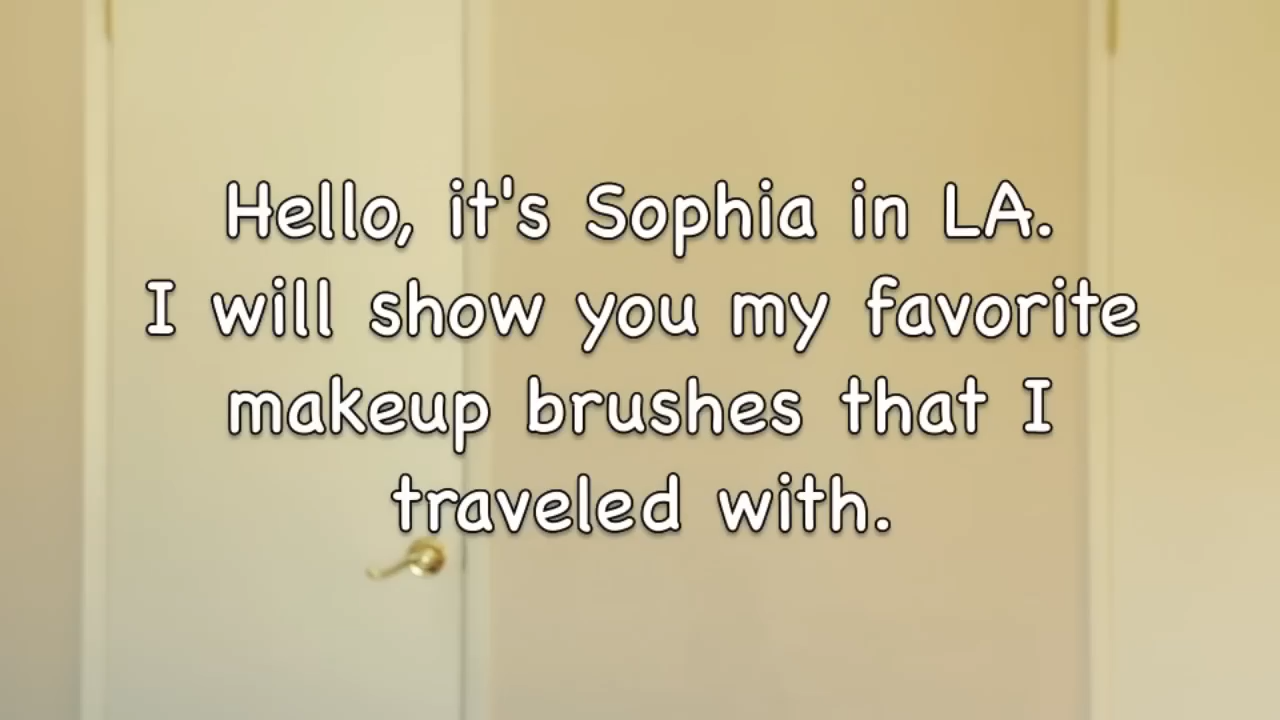 Hello, it's Sophia in LA.
I will show you my favorite
makeup brushes that I
traveled with.